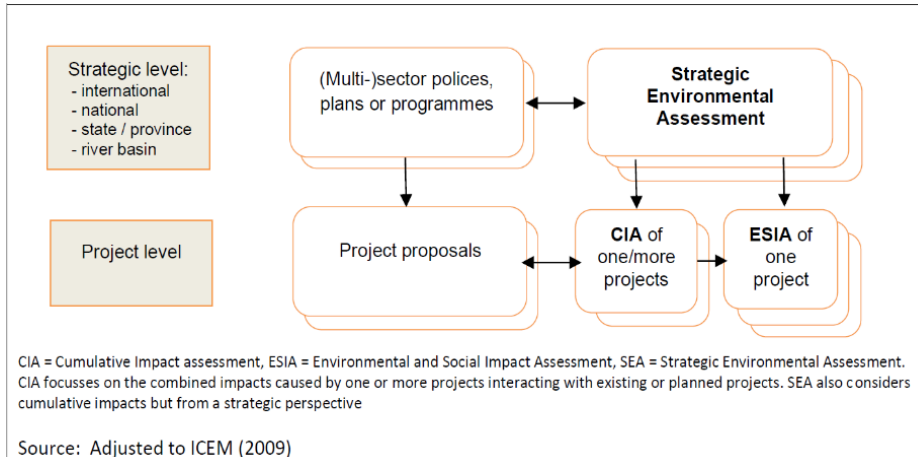 Strategic level:
- international
- national
- state / province
- river basin
(Multi-)sector polices,
plans or programmes
Strategic
Environmental
Assessment
Project level
Project proposals
CIA of
one/more
projects
ESIA of
one
project
CIA = Cumulative Impact assessment, ESIA = Environmental and Social Impact Assessment, SEA = Strategic Environmental Assessment.
CIA focusses on the combined impacts caused by one or more projects interacting with existing or planned projects. SEA also considers
cumulative impacts but from a strategic perspective
Source: Adjusted to ICEM (2009)